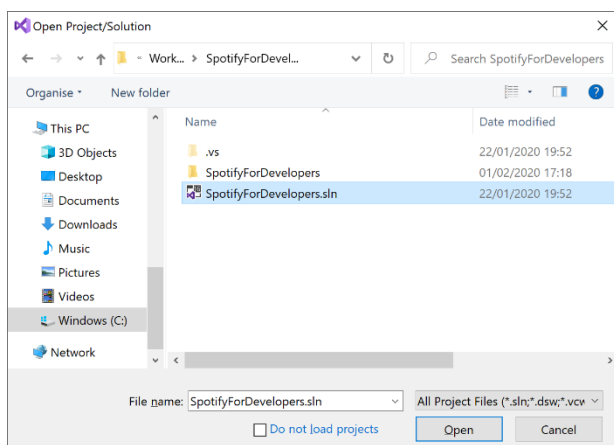 Open Project/Solution
Work... > SpotifyForDevel...
Search SpotifyForDevelopers
Organise New folder
Name Date modified
.vs 22/01/2020 19:52
SpotifyForDevelopers 01/02/2020 17:18
SpotifyForDevelopers.sln 22/01/2020 19:52
This PC
3D Objects
Desktop
Documents
Downloads
Music
Pictures
Videos
Windows (C:)
Network
File name: SpotifyForDevelopers.sln All Project Files (*.sln;*.dsw;*.vcw
Do not load projects
Open Cancel